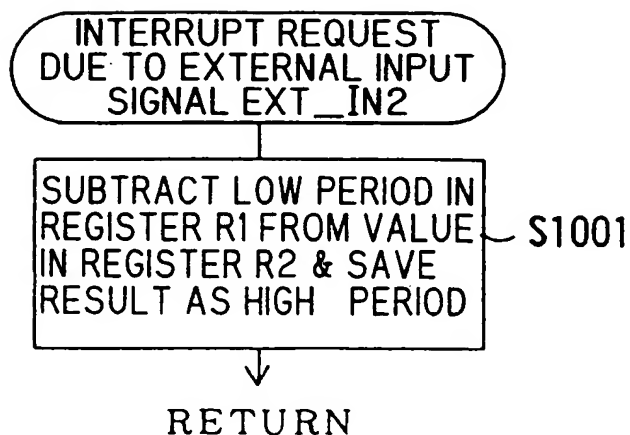 INTERRUPT REQUEST
DUE TO EXTERNAL INPUT
SIGNAL EXT_IN2
SUBTRACT LOW PERIOD IN
REGISTER R1 FROM VALUE
IN REGISTER R2 & SAVE
RESULT AS HIGH PERIOD
S1001
RETURN